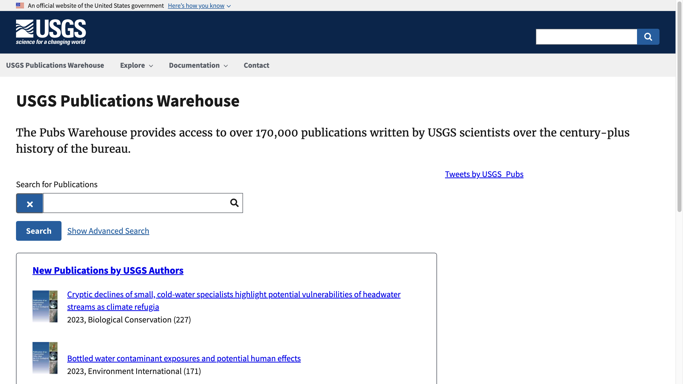 An official website of the United States government Here's how you know
USGS
science for a changing world
USGS Publications Warehouse Explore Documentation Contact
USGS Publications Warehouse
The Pubs Warehouse provides access to over 170,000 publications written by USGS scientists over the century-plus
history of the bureau.
Tweets by USGS_Pubs
Search for Publications
Search Show Advanced Search
New Publications by USGS Authors
Cryptic declines of small, cold-water specialists highlight potential vulnerabilities of headwater
streams as climate refugia
2023, Biological Conservation (227)
Bottled water contaminant exposures and potential human effects
2023, Environment International (171)